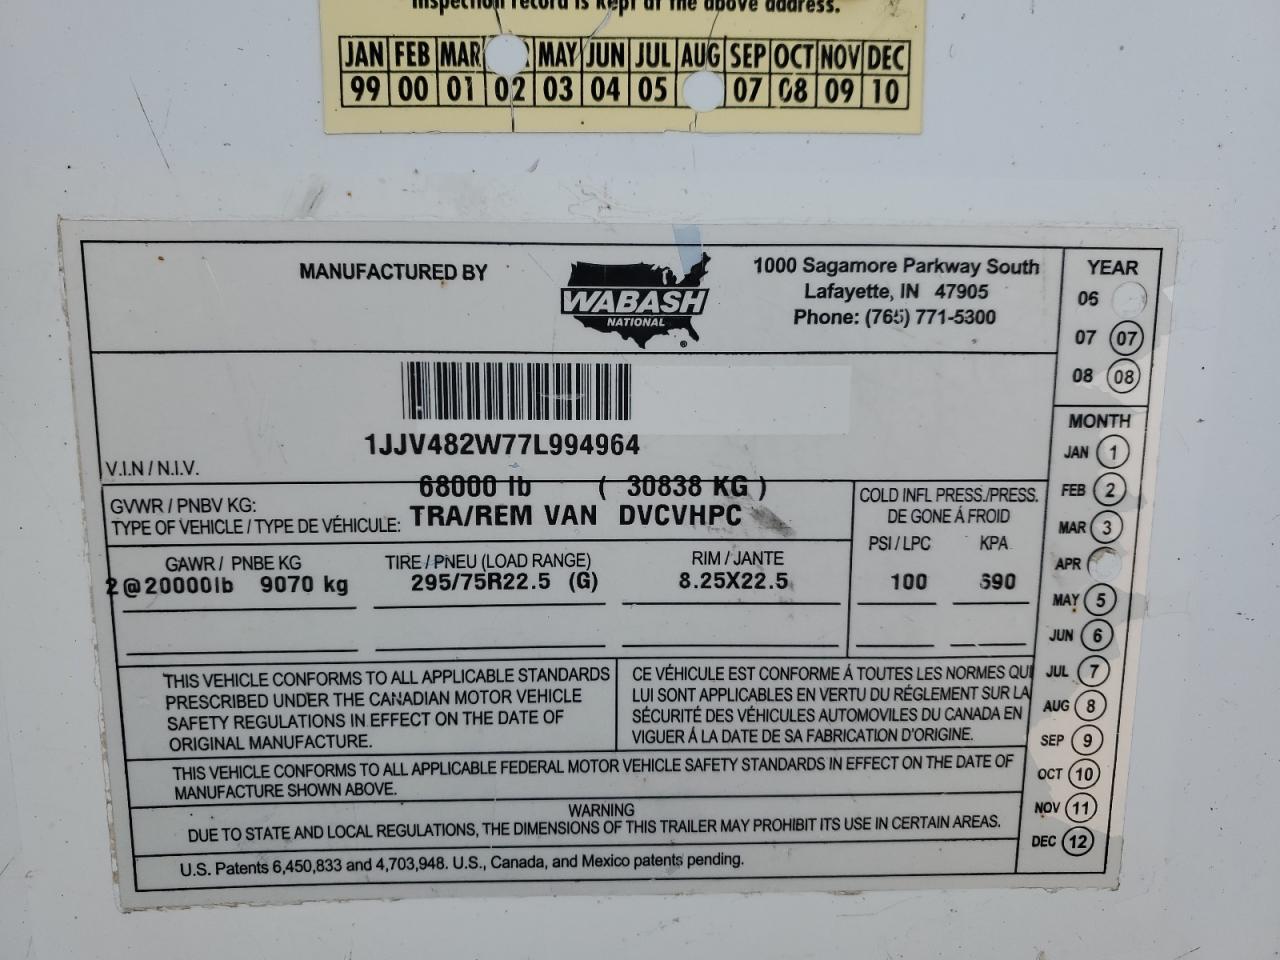 Inspection record is kept at the above address.
JAN FEB MAR MAY JUN JUL AUG SEP OCT NOV DEC
99 00 01 02 03 04 05 07 08 09 10
MANUFACTURED BY
WABASH
NATIONAL
®
1000 Sagamore Parkway South
Lafayette, IN 47905
Phone: (765) 771-5300
YEAR
06
07 07
08 08
1JJV482W77L994964
V.I.N / N.I.V.
MONTH
JAN 1
FEB 2
MAR 3
APR
MAY 5
JUN 6
JUL 7
AUG 8
SEP 9
OCT 10
NOV 11
DEC 12
GVWR / PNBV KG: 68000 lb ( 30838 KG )
TYPE OF VEHICLE / TYPE DE VÉHICULE: TRA/REM VAN DVCVHPC
COLD INFL PRESS./PRESS.
DE GONE Á FROID
PSI / LPC KPA
GAWR / PNBE KG TIRE / PNEU (LOAD RANGE) RIM / JANTE
2@20000lb 9070 kg 295/75R22.5 (G) 8.25X22.5 100 690
THIS VEHICLE CONFORMS TO ALL APPLICABLE STANDARDS
PRESCRIBED UNDER THE CANADIAN MOTOR VEHICLE
SAFETY REGULATIONS IN EFFECT ON THE DATE OF
ORIGINAL MANUFACTURE.
CE VÉHICULE EST CONFORME Á TOUTES LES NORMES QUI
LUI SONT APPLICABLES EN VERTU DU RÉGLEMENT SUR LA
SÉCURITÉ DES VÉHICULES AUTOMOVILES DU CANADA EN
VIGUER Á LA DATE DE SA FABRICATION D'ORIGINE.
THIS VEHICLE CONFORMS TO ALL APPLICABLE FEDERAL MOTOR VEHICLE SAFETY STANDARDS IN EFFECT ON THE DATE OF
MANUFACTURE SHOWN ABOVE.
WARNING
DUE TO STATE AND LOCAL REGULATIONS, THE DIMENSIONS OF THIS TRAILER MAY PROHIBIT ITS USE IN CERTAIN AREAS.
U.S. Patents 6,450,833 and 4,703,948. U.S., Canada, and Mexico patents pending.